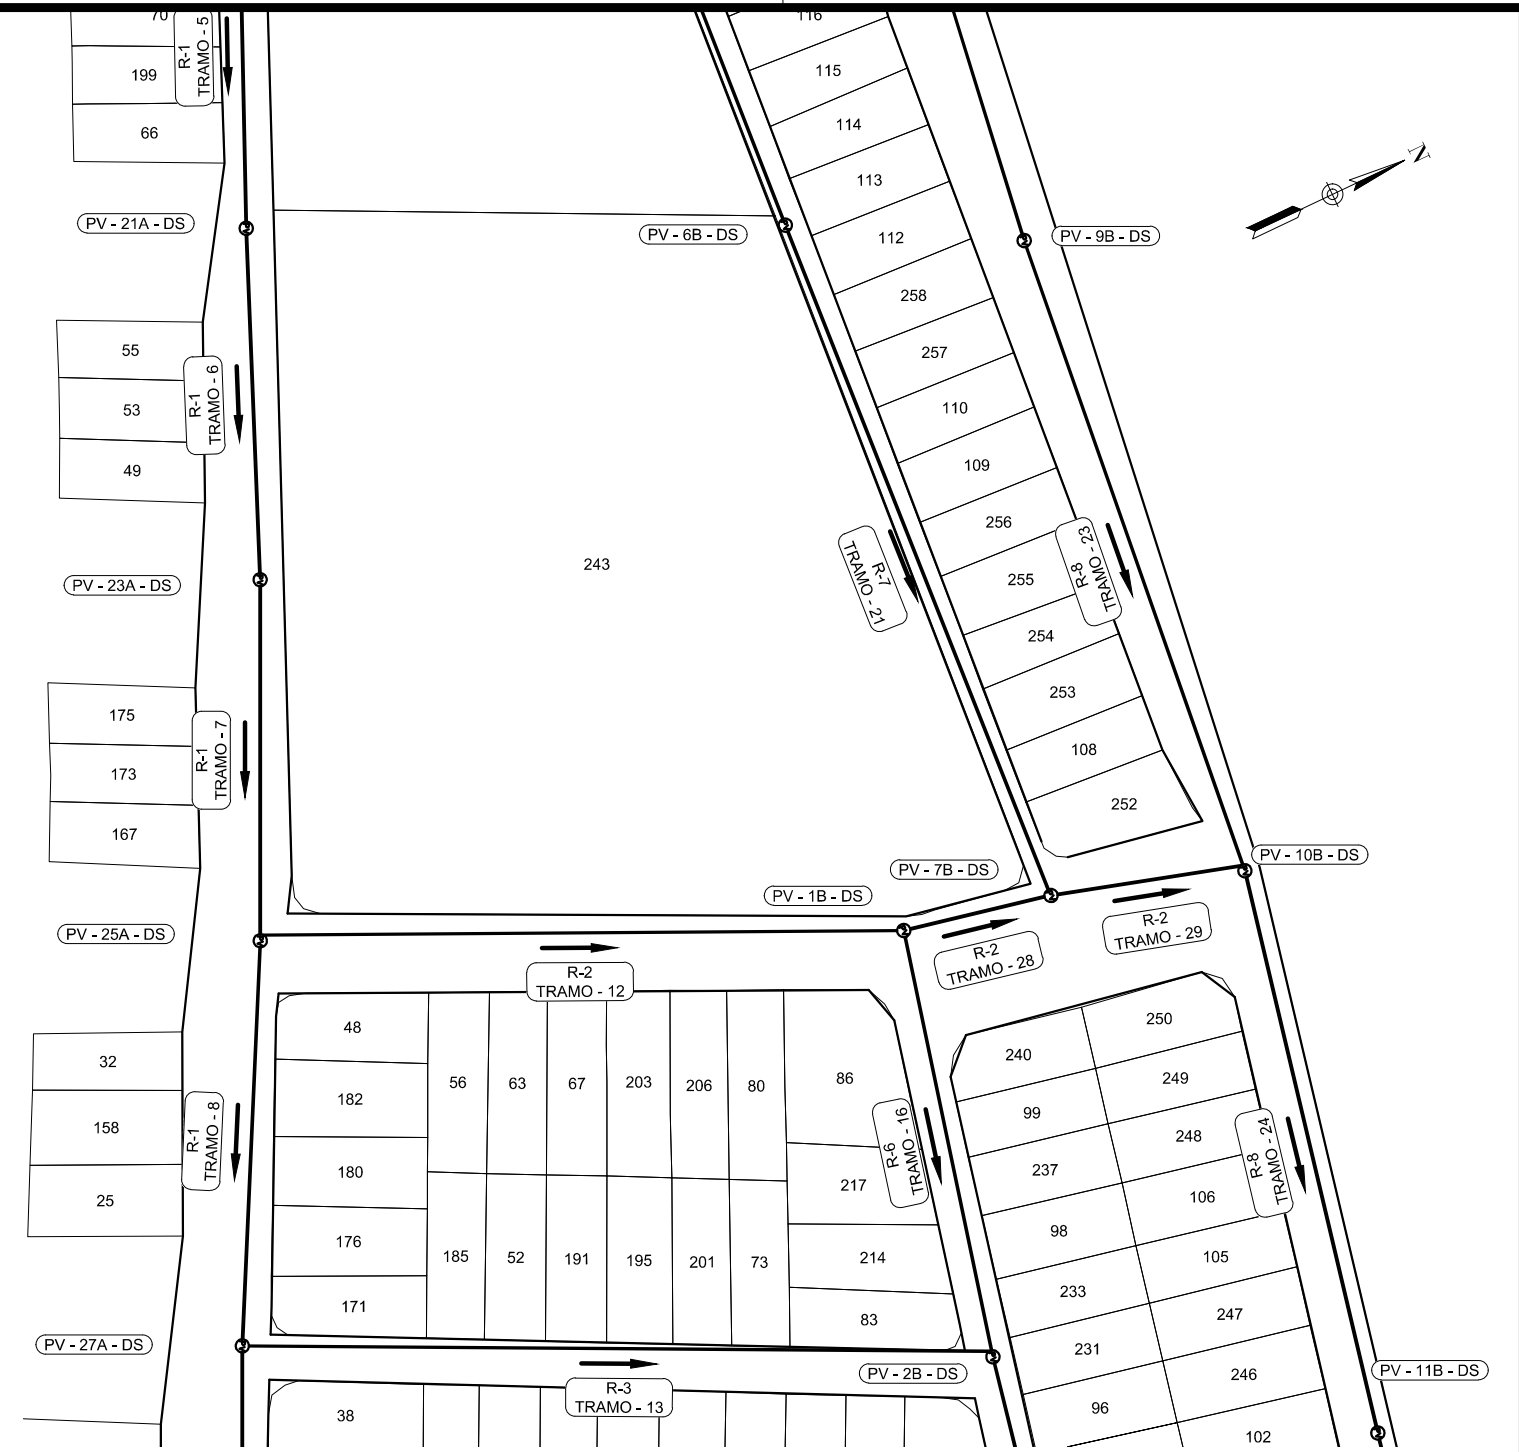 70
199
66
R-1
TRAMO - 5
116
115
114
113
112
258
257
110
109
256
255
254
253
108
252
N
PV - 21A - DS
PV - 6B - DS
PV - 9B - DS
55
53
49
R-1
TRAMO - 6
PV - 23A - DS
243
R-7
TRAMO - 21
R-8
TRAMO - 23
175
173
167
R-1
TRAMO - 7
PV - 25A - DS
PV - 1B - DS
PV - 7B - DS
PV - 10B - DS
R-2
TRAMO - 12
R-2
TRAMO - 28
R-2
TRAMO - 29
32
158
25
R-1
TRAMO - 8
48
182
180
176
171
56
63
67
203
206
80
86
217
214
83
185
52
191
195
201
73
R-6
TRAMO - 16
240
99
237
98
233
231
96
250
249
248
106
105
247
246
102
R-8
TRAMO - 24
PV - 27A - DS
PV - 2B - DS
PV - 11B - DS
R-3
TRAMO - 13
38